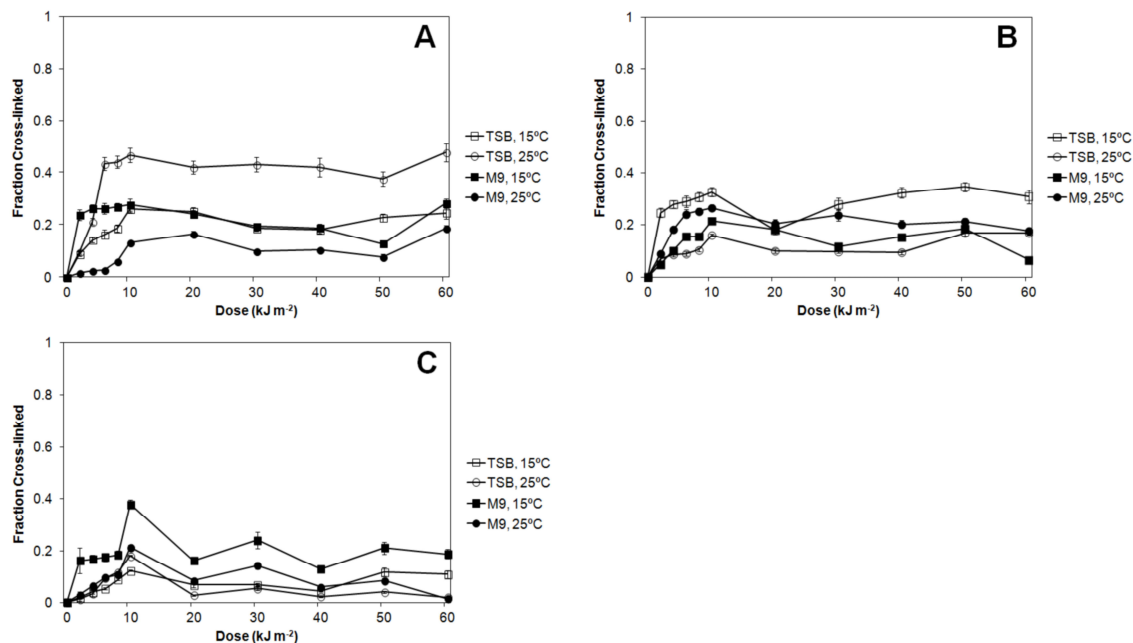 A
Fraction Cross-linked
1
0.8
0.6
0.4
0.2
0
0 10 20 30 40 50 60
Dose (kJ m⁻²)
TSB, 15ºC
TSB, 25ºC
M9, 15ºC
M9, 25ºC
B
Fraction Cross-linked
1
0.8
0.6
0.4
0.2
0
0 10 20 30 40 50 60
Dose (kJ m⁻²)
TSB, 15ºC
TSB, 25ºC
M9, 15ºC
M9, 25ºC
C
Fraction Cross-linked
1
0.8
0.6
0.4
0.2
0
0 10 20 30 40 50 60
Dose (kJ m⁻²)
TSB, 15ºC
TSB, 25ºC
M9, 15ºC
M9, 25ºC